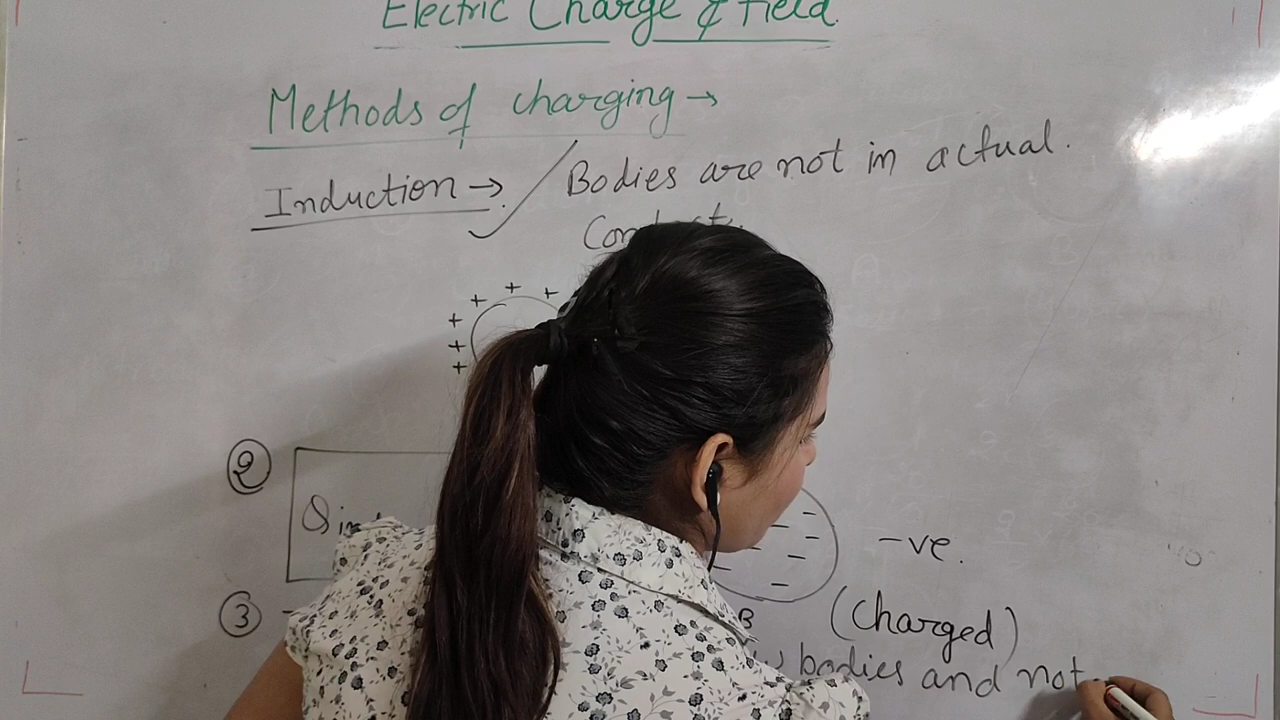 Electric Charge & Field.
Methods of charging →
Induction → Bodies are not in actual.
+ + +
+
+
+
②
- - - - - -
-ve.
③
B
(Charged)
bodies and not